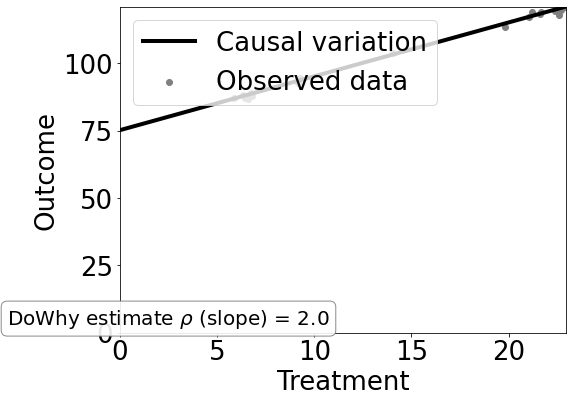 Causal variation
Observed data
100
75
50
25
0
Outcome
DoWhy estimate ρ (slope) = 2.0
0 5 10 15 20
Treatment